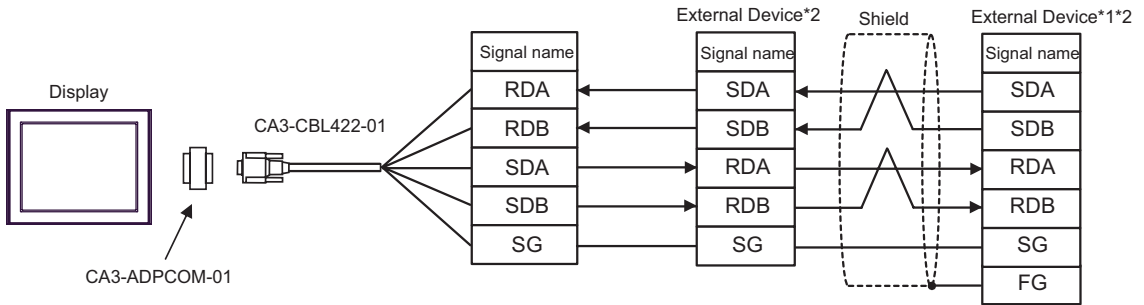 External Device*2
Shield
External Device*1*2
Signal name
Signal name
Signal name
Display
CA3-CBL422-01
CA3-ADPCOM-01
RDA
SDA
SDA
RDB
SDB
SDB
SDA
RDA
RDA
SDB
RDB
RDB
SG
SG
SG
FG